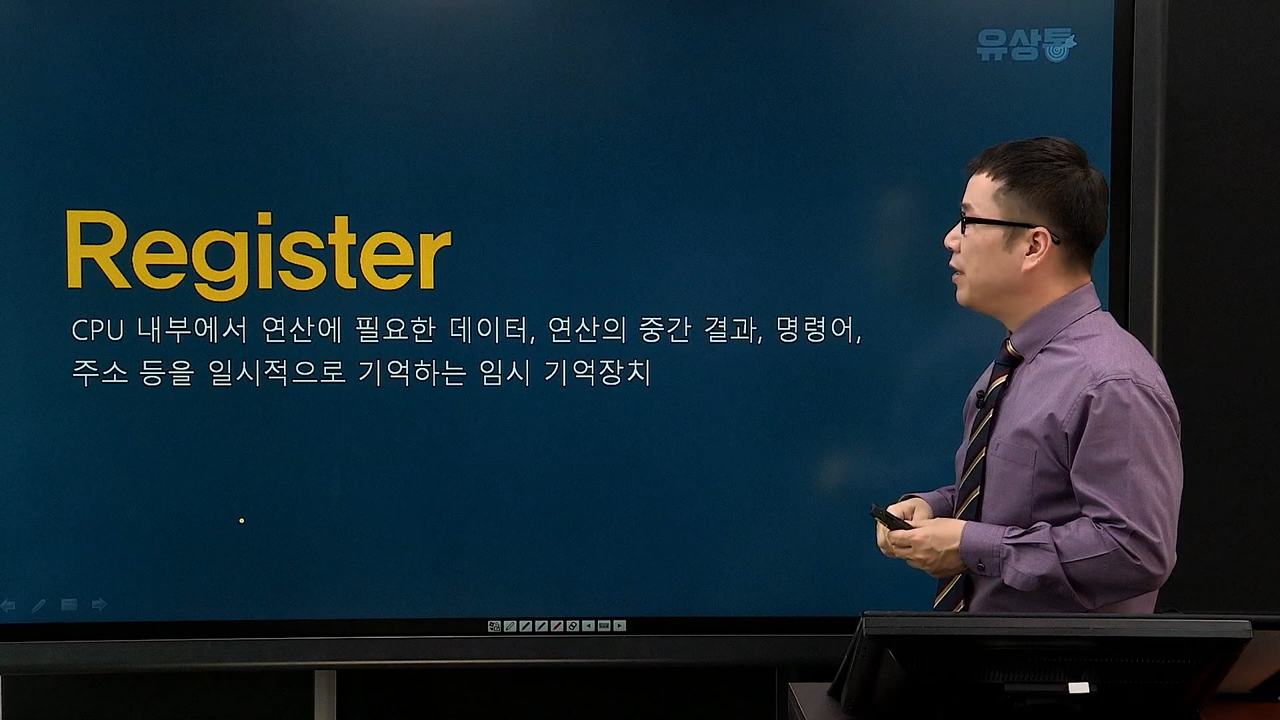 유상통
Register
CPU 내부에서 연산에 필요한 데이터, 연산의 중간 결과, 명령어,
주소 등을 일시적으로 기억하는 임시 기억장치